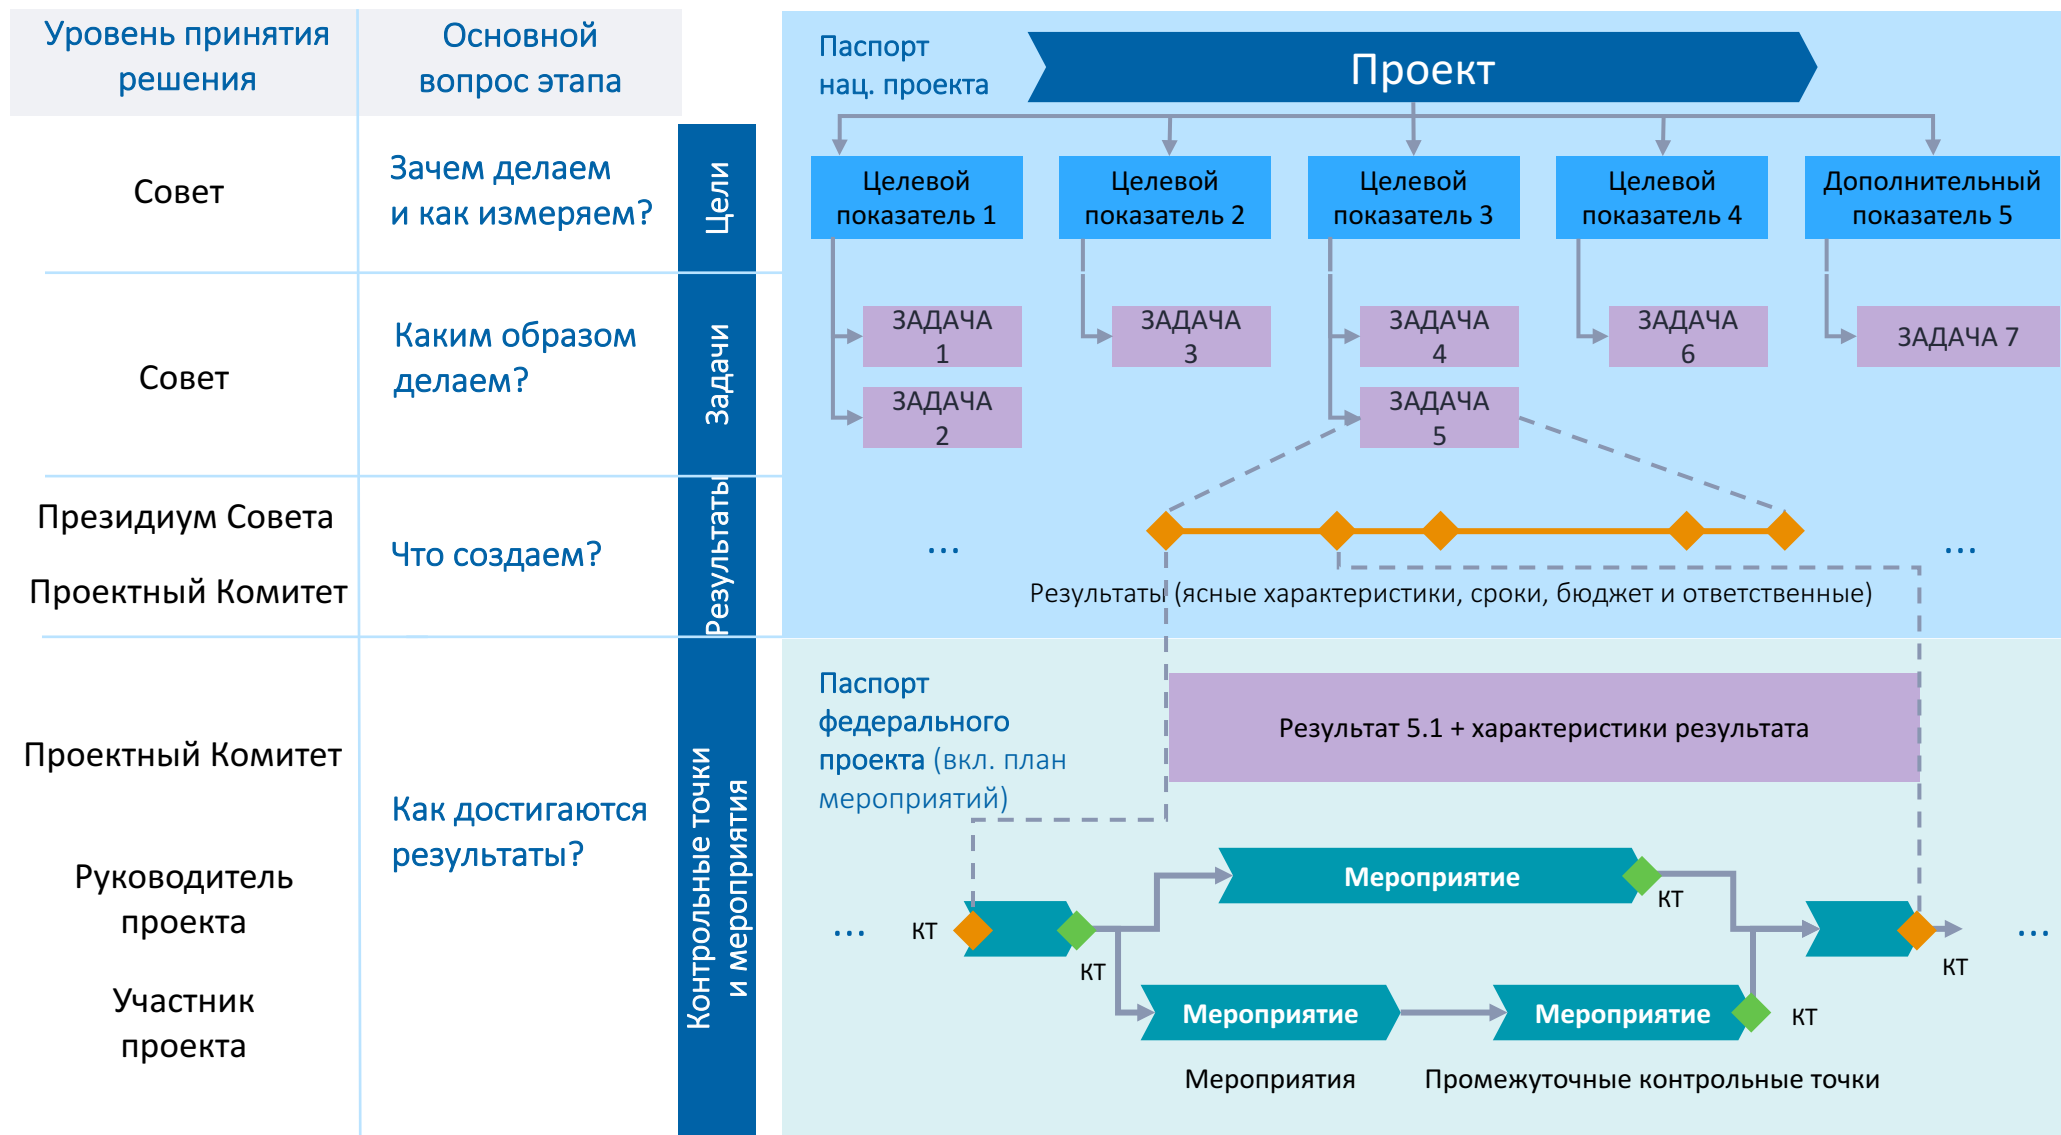 Уровень принятия
решения
Основной
вопрос этапа
Паспорт
нац. проекта
Проект
Совет
Зачем делаем
и как измеряем?
Цели
Целевой
показатель 1
Целевой
показатель 2
Целевой
показатель 3
Целевой
показатель 4
Дополнительный
показатель 5
Совет
Каким образом
делаем?
Задачи
ЗАДАЧА
1
ЗАДАЧА
3
ЗАДАЧА
4
ЗАДАЧА
6
ЗАДАЧА 7
ЗАДАЧА
2
ЗАДАЧА
5
Президиум Совета
Проектный Комитет
Что создаем?
Результаты
...
...
Результаты (ясные характеристики, сроки, бюджет и ответственные)
Проектный Комитет
Руководитель
проекта
Участник
проекта
Как достигаются
результаты?
Контрольные точки
и мероприятия
Паспорт
федерального
проекта (вкл. план
мероприятий)
Результат 5.1 + характеристики результата
Мероприятие
кт
...
кт
кт
кт
...
Мероприятие
Мероприятие
кт
Мероприятия
Промежуточные контрольные точки